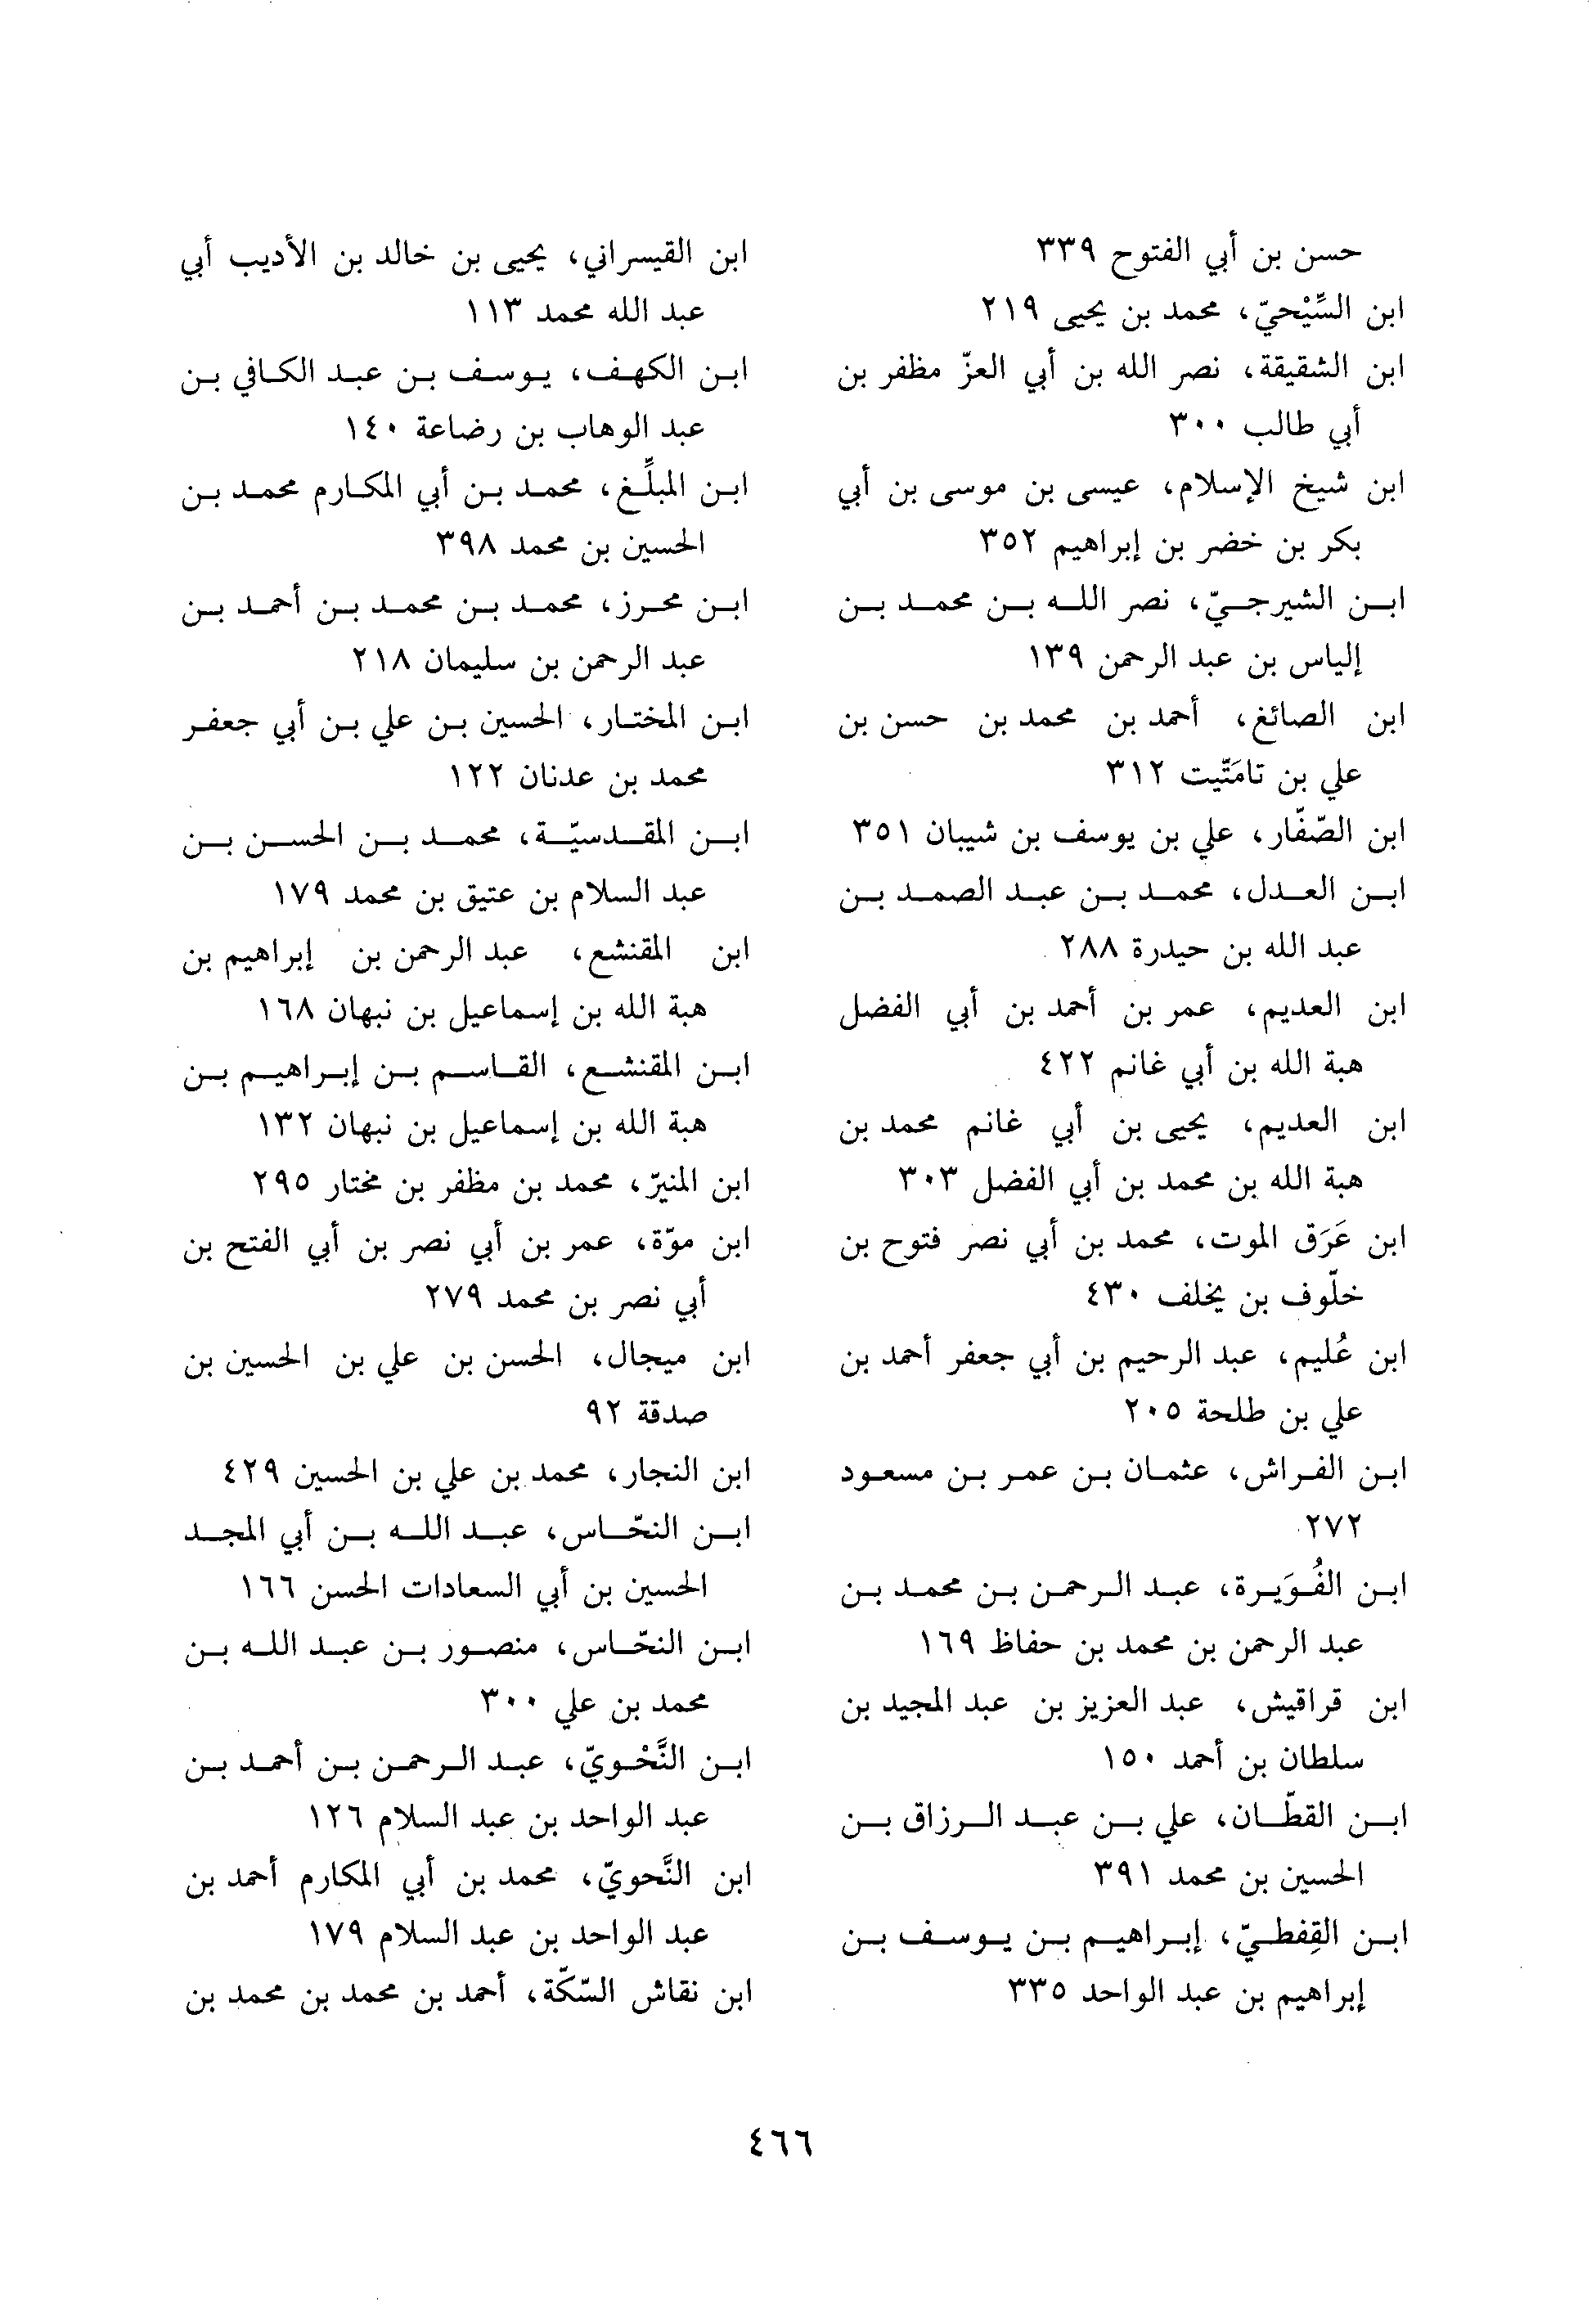 حسن بن أبي الفتوح ٣٣٩
ابن السِّيْحيّ، محمد بن يحيى ٢١٩
ابن الشقيقة، نصر الله بن أبي العزّ مظفر بن
أبي طالب ٣٠٠
ابن شيخ الإسلام، عيسى بن موسى بن أبي
بكر بن خضر بن إبراهيم ٣٥٢
ابن الشيرجيّ، نصر الله بن محمد بن
إلياس بن عبد الرحمن ١٣٩
ابن الصائغ، أحمد بن محمد بن حسن بن
علي بن تامَتّيت ٣١٢
ابن الصّفّار، علي بن يوسف بن شيبان ٣٥١
ابن العدل، محمد بن عبد الصمد بن
عبد الله بن حيدرة ٢٨٨
ابن العديم، عمر بن أحمد بن أبي الفضل
هبة الله بن أبي غانم ٤٢٢
ابن العديم، يحيى بن أبي غانم محمد بن
هبة الله بن محمد بن أبي الفضل ٣٠٣
ابن عَرَق الموت، محمد بن أبي نصر فتوح بن
خلّوف بن يخلف ٤٣٠
ابن عُليم، عبد الرحيم بن أبي جعفر أحمد بن
علي بن طلحة ٢٠٥
ابن الفراش، عثمان بن عمر بن مسعود
٢٧٢
ابن الفُوَيرة، عبد الرحمن بن محمد بن
عبد الرحمن بن محمد بن حفاظ ١٦٩
ابن قراقيش، عبد العزيز بن عبد المجيد بن
سلطان بن أحمد ١٥٠
ابن القطّان، علي بن عبد الرزاق بن
الحسين بن محمد ٣٩١
ابن القِفطيّ، إبراهيم بن يوسف بن
إبراهيم بن عبد الواحد ٣٣٥
ابن القيسراني، يحيى بن خالد بن الأديب أبي
عبد الله محمد ١١٣
ابن الكهف، يوسف بن عبد الكافي بن
عبد الوهاب بن رضاعة ١٤٠
ابن المبلِّغ، محمد بن أبي المكارم محمد بن
الحسين بن محمد ٣٩٨
ابن محرز، محمد بن محمد بن أحمد بن
عبد الرحمن بن سليمان ٢١٨
ابن المختار، الحسين بن علي بن أبي جعفر
محمد بن عدنان ١٢٢
ابن المقدسيّة، محمد بن الحسن بن
عبد السلام بن عتيق بن محمد ١٧٩
ابن المقنشع، عبد الرحمن بن إبراهيم بن
هبة الله بن إسماعيل بن نبهان ١٦٨
ابن المقنشع، القاسم بن إبراهيم بن
هبة الله بن إسماعيل بن نبهان ١٣٢
ابن المنيرّ، محمد بن مظفر بن مختار ٢٩٥
ابن موّة، عمر بن أبي نصر بن أبي الفتح بن
أبي نصر بن محمد ٢٧٩
ابن ميجال، الحسن بن علي بن الحسين بن
صدقة ٩٢
ابن النجار، محمد بن علي بن الحسين ٤٢٩
ابن النحّاس، عبد الله بن أبي المجد
الحسين بن أبي السعادات الحسن ١٦٦
ابن النحّاس، منصور بن عبد الله بن
محمد بن علي ٣٠٠
ابن النَّحْويّ، عبد الرحمن بن أحمد بن
عبد الواحد بن عبد السلام ١٢٦
ابن النَّحويّ، محمد بن أبي المكارم أحمد بن
عبد الواحد بن عبد السلام ١٧٩
ابن نقاش السّكّة، أحمد بن محمد بن محمد بن
٤٦٦